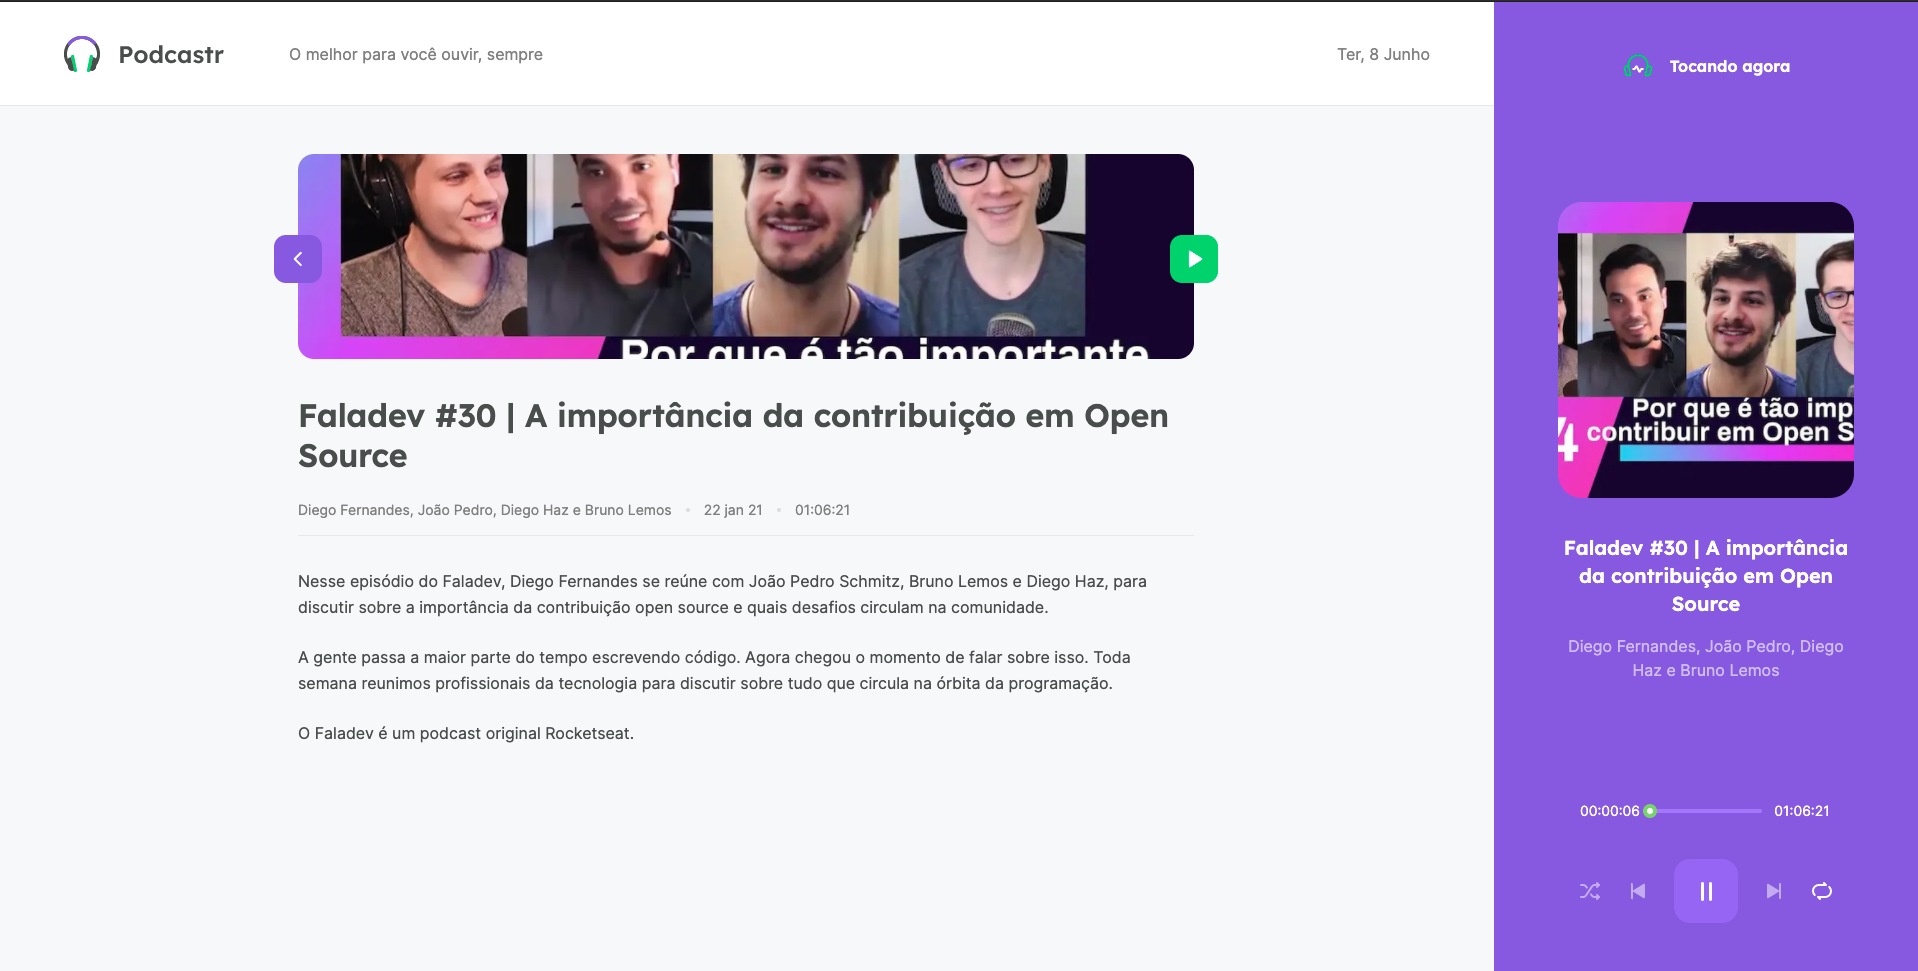 Podcastr
O melhor para você ouvir, sempre
Ter, 8 Junho
Por que é tão importante
Faladev #30 | A importância da contribuição em Open
Source
Diego Fernandes, João Pedro, Diego Haz e Bruno Lemos • 22 jan 21 • 01:06:21
Nesse episódio do Faladev, Diego Fernandes se reúne com João Pedro Schmitz, Bruno Lemos e Diego Haz, para
discutir sobre a importância da contribuição open source e quais desafios circulam na comunidade.
A gente passa a maior parte do tempo escrevendo código. Agora chegou o momento de falar sobre isso. Toda
semana reunimos profissionais da tecnologia para discutir sobre tudo que circula na órbita da programação.
O Faladev é um podcast original Rocketseat.
Tocando agora
Por que é tão imp
contribuir em Open S
4
Faladev #30 | A importância
da contribuição em Open
Source
Diego Fernandes, João Pedro, Diego
Haz e Bruno Lemos
00:00:06
01:06:21